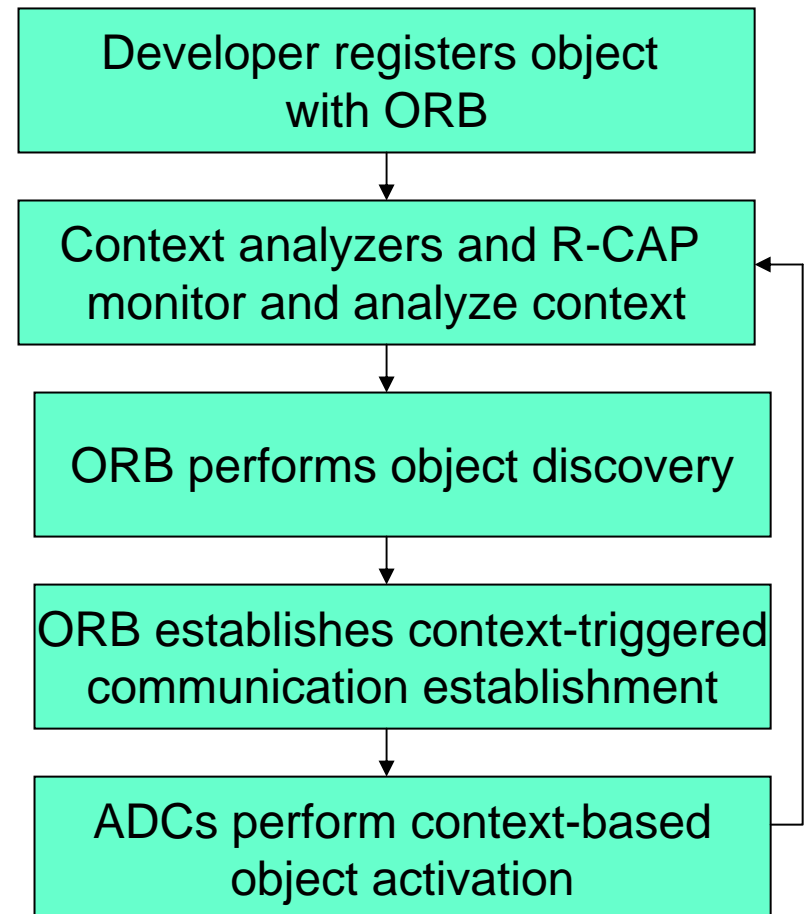 Developer registers object
with ORB
Context analyzers and R-CAP
monitor and analyze context
ORB performs object discovery
ORB establishes context-triggered
communication establishment
ADCs perform context-based
object activation